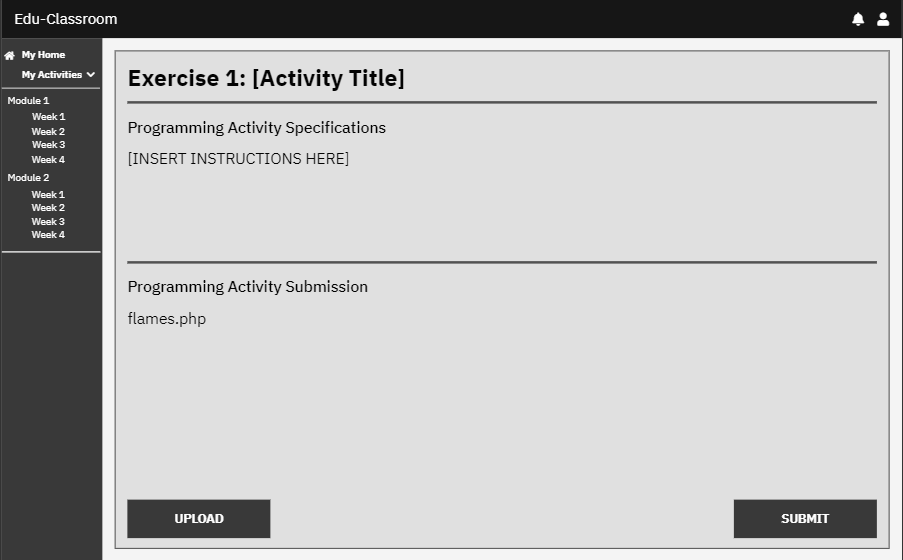 Edu-Classroom
My Home
My Activities
Module 1
Week 1
Week 2
Week 3
Week 4
Module 2
Week 1
Week 2
Week 3
Week 4
Exercise 1: [Activity Title]
Programming Activity Specifications
[INSERT INSTRUCTIONS HERE]
Programming Activity Submission
flames.php
UPLOAD
SUBMIT